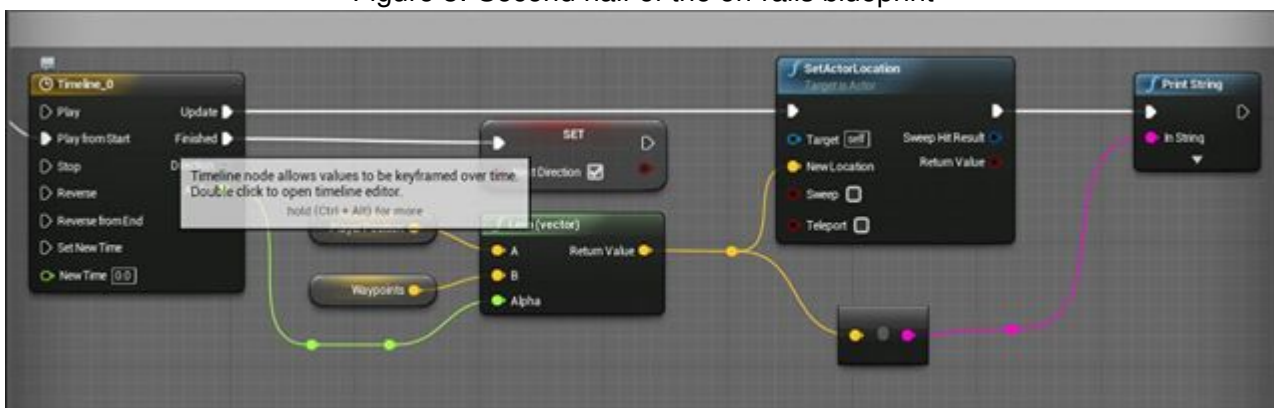 Figure 8: Second half of the on-rails blueprint
Timeline_0
Play
Update
Play from Start
Finished
Stop
D
Reverse
Reverse from End
Set New Time
New Time 0.0
Timeline node allows values to be keyframed over time.
Double click to open timeline editor.
hold (Ctrl + Alt) for more
SET
Direction
Waypoints
(vector)
A
Return Value
B
Alpha
SetActorLocation
Target is Actor
Target self
Sweep Hit Result
New Location
Return Value
Sweep
Teleport
Print String
In String